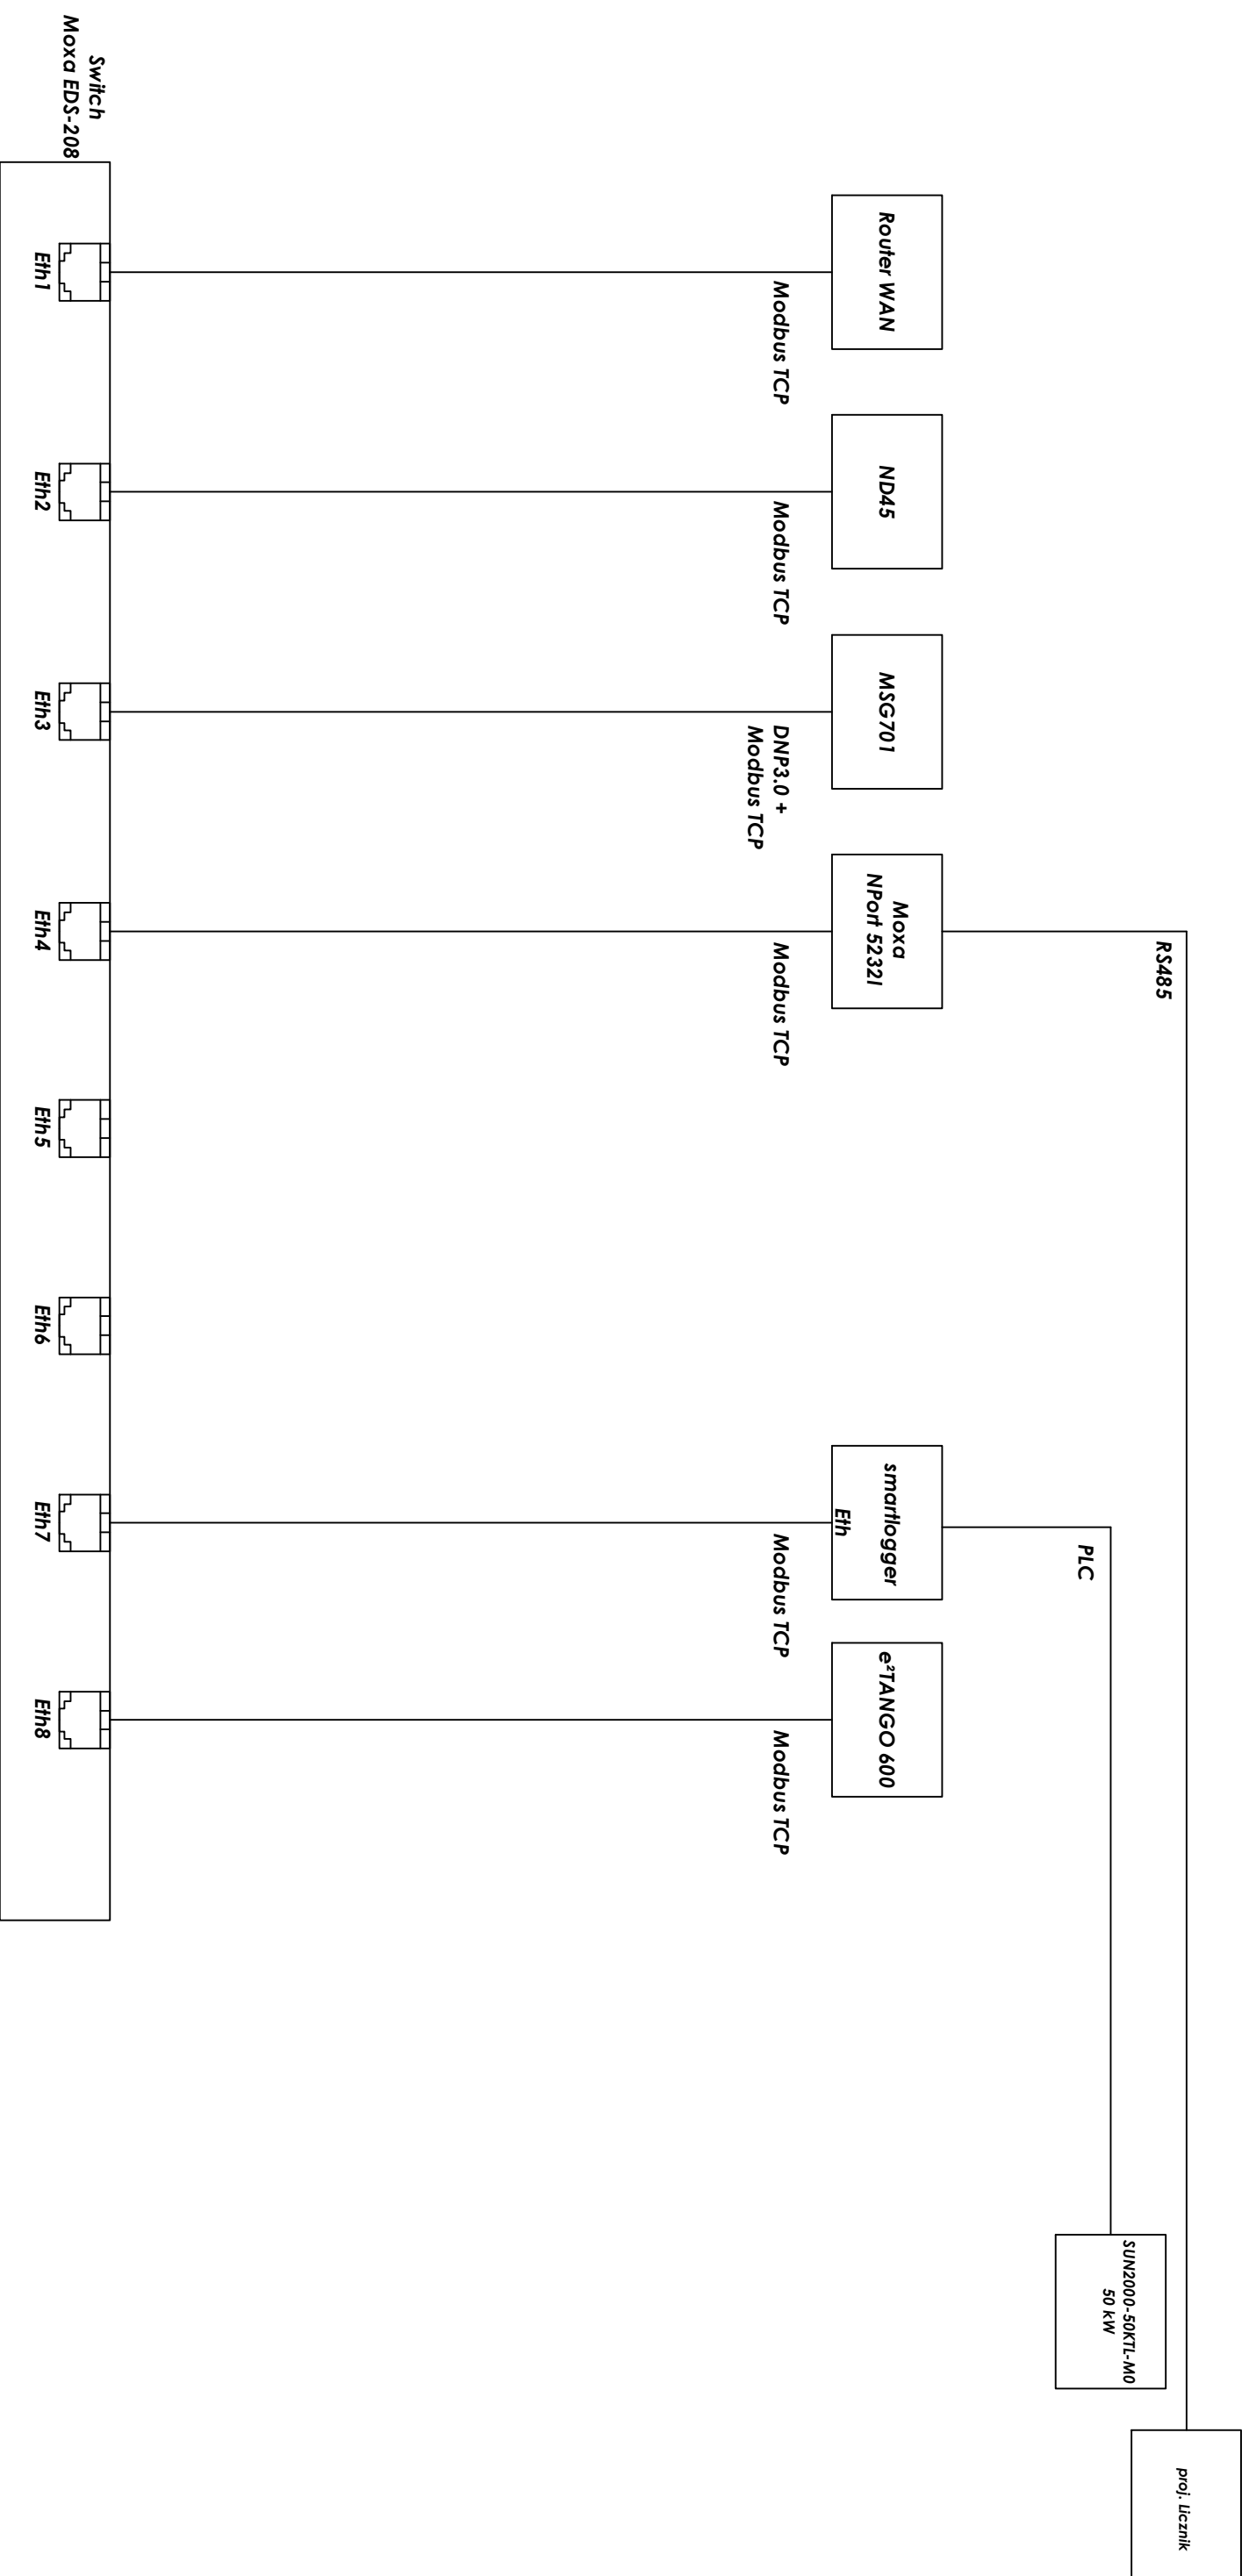 proj. Licznik
RS485
SUN2000-50KTL-M0
50 kW
PLC
Router WAN
ND45
MSG701
Moxa
NPort 5232I
smartlogger
Eth
e²TANGO 600
Modbus TCP
Modbus TCP
DNP3.0 +
Modbus TCP
Modbus TCP
Modbus TCP
Modbus TCP
Switch
Moxa EDS-208
Eth1
Eth2
Eth3
Eth4
Eth5
Eth6
Eth7
Eth8